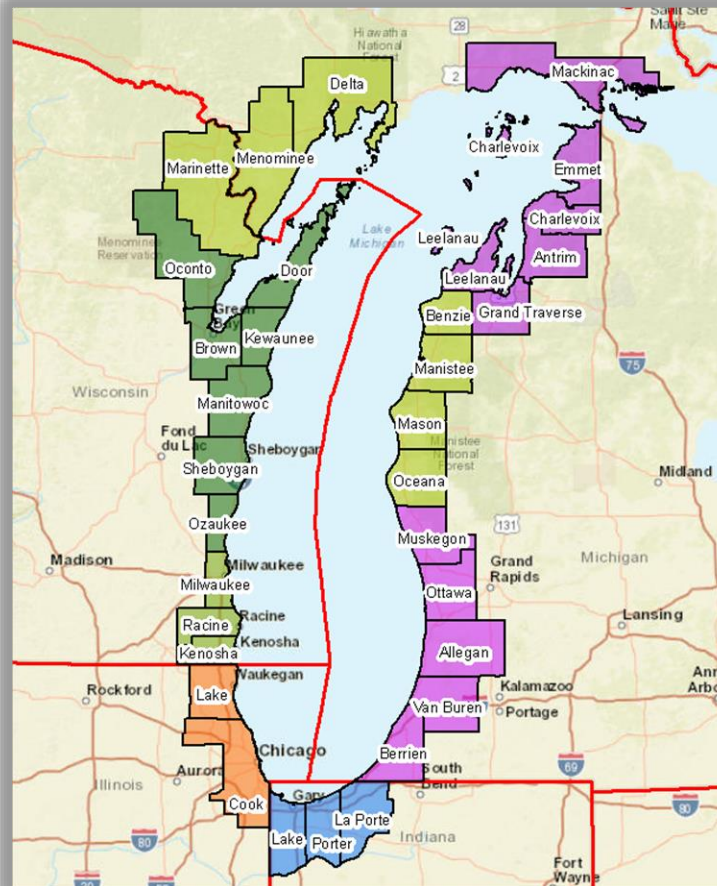 Sault Ste
Marie
Hiawatha
National
Forest
28
2
Delta
Mackinac
Charlevoix
Marinette
Menominee
Emmet
Charlevoix
Lake
Michigan
Leelanau
Menominee
Reservation
Oconto
Door
Antrim
Leelanau
Benzie
Grand Traverse
Green
Bay
Brown
Kewaunee
Manistee
75
Wisconsin
Manitowoc
Mason
Fond
du Lac
Sheboygan
Manistee
National
Forest
Sheboygan
Midland
Oceana
Ozaukee
131
Muskegon
Madison
Milwaukee
Michigan
Grand
Rapids
Milwaukee
Ottawa
Racine
Racine
Lansing
Kenosha
Kenosha
Allegan
Waukegan
Ann
Arbo
Rockford
Lake
Kalamazoo
Van Buren
Portage
Chicago
Berrien
Aurora
69
South
Bend
Illinois
Gary
Cook
La Porte
80
Lake
Porter
Indiana
80
Fort
Wayne